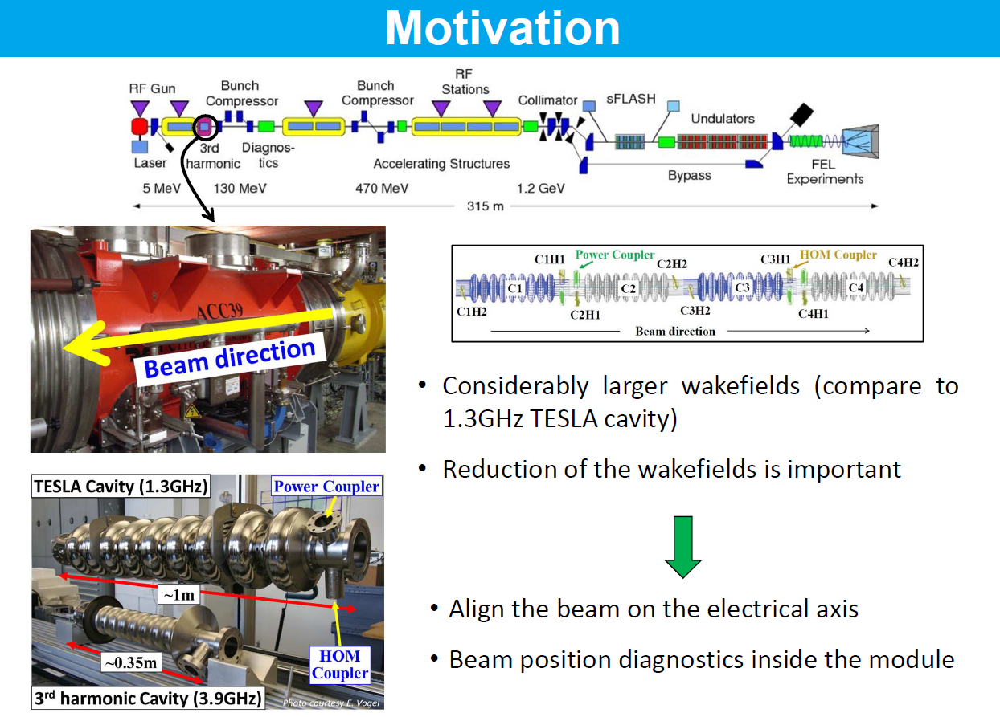 Motivation
RF Gun
Bunch
Compressor
Bunch
Compressor
RF
Stations
Collimator
sFLASH
Undulators
Laser
3rd
harmonic
Diagnos-
tics
Accelerating Structures
Bypass
FEL
Experiments
5 MeV
130 MeV
470 MeV
1.2 GeV
315 m
ACC39
Beam direction
C1H1
Power Coupler
C2H2
C3H1
HOM Coupler
C4H2
C1
C2
C3
C4
C1H2
C2H1
C3H2
C4H1
Beam direction
• Considerably larger wakefields (compare to
1.3GHz TESLA cavity)
• Reduction of the wakefields is important
TESLA Cavity (1.3GHz)
Power Coupler
~1m
~0.35m
HOM
Coupler
3rd harmonic Cavity (3.9GHz)
Photo courtesy E. Vogel
• Align the beam on the electrical axis
• Beam position diagnostics inside the module